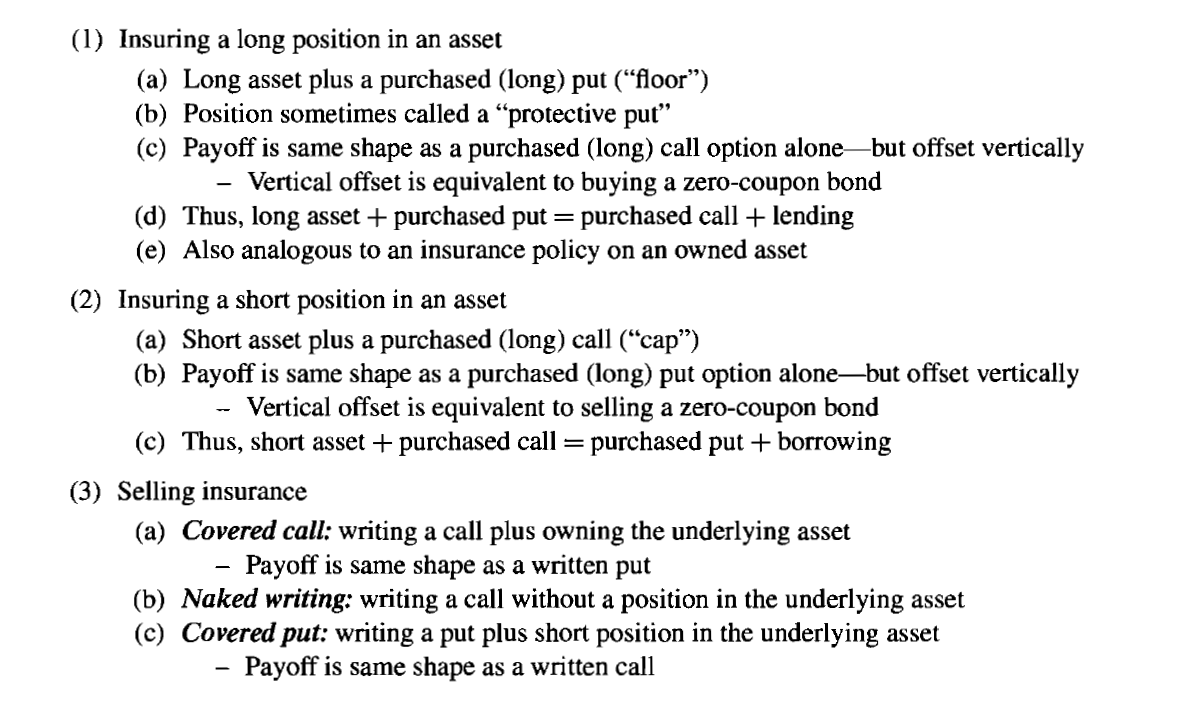 (1) Insuring a long position in an asset
(a) Long asset plus a purchased (long) put (“floor”)
(b) Position sometimes called a “protective put”
(c) Payoff is same shape as a purchased (long) call option alone—but offset vertically
– Vertical offset is equivalent to buying a zero-coupon bond
(d) Thus, long asset + purchased put = purchased call + lending
(e) Also analogous to an insurance policy on an owned asset
(2) Insuring a short position in an asset
(a) Short asset plus a purchased (long) call (“cap”)
(b) Payoff is same shape as a purchased (long) put option alone—but offset vertically
– Vertical offset is equivalent to selling a zero-coupon bond
(c) Thus, short asset + purchased call = purchased put + borrowing
(3) Selling insurance
(a) Covered call: writing a call plus owning the underlying asset
– Payoff is same shape as a written put
(b) Naked writing: writing a call without a position in the underlying asset
(c) Covered put: writing a put plus short position in the underlying asset
– Payoff is same shape as a written call